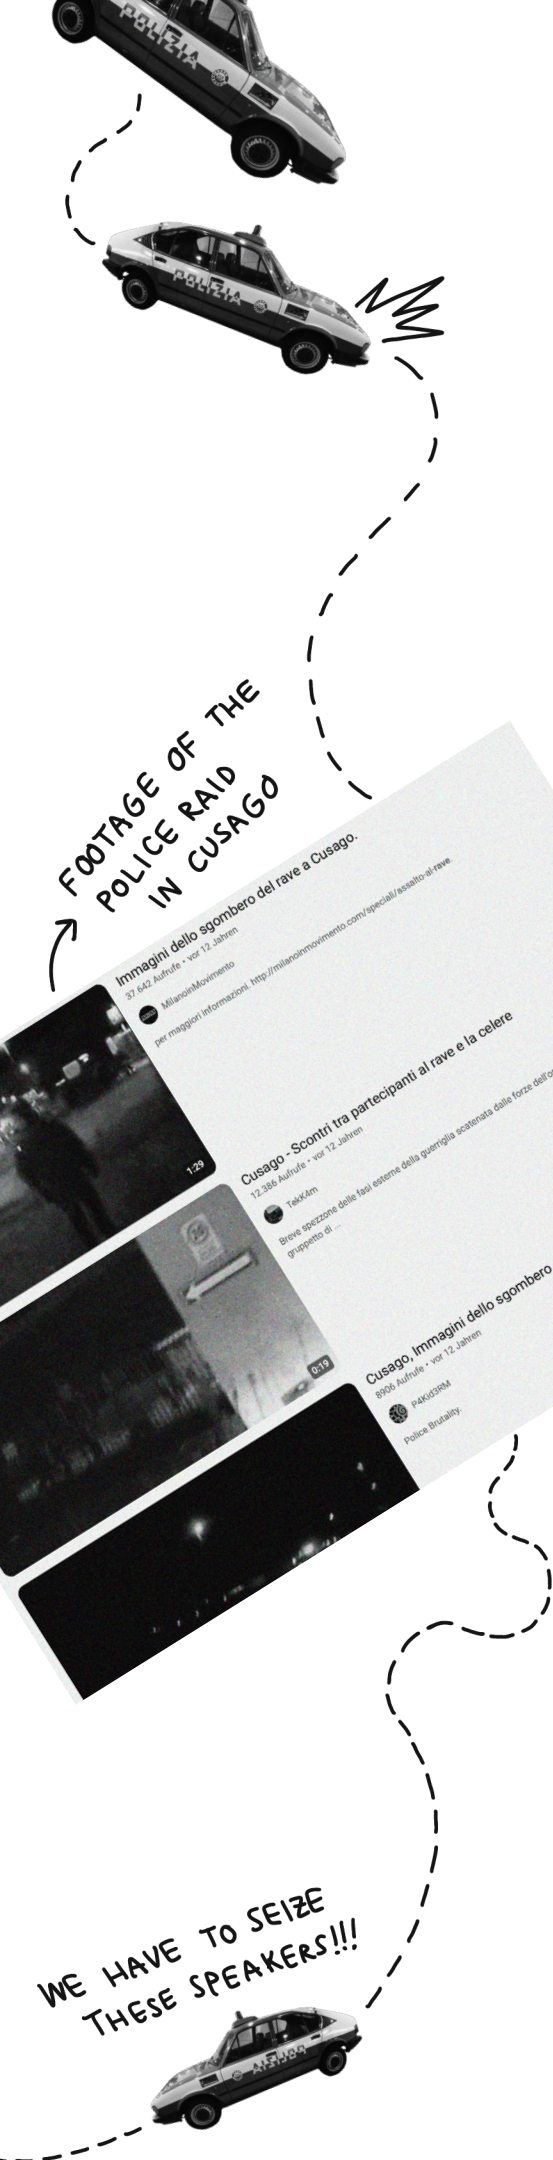 POLIZIA
POLIZIA
FOOTAGE OF THE
POLICE RAID
IN CUSAGO
Immagini dello sgombero del rave a Cusago.
37.642 Aufrufe • vor 12 Jahren
MilanoinMovimento
per maggiori informazioni. http://milanoinmovimento.com/speciali/assalto-al-rave.
1:29
Cusago - Scontri tra partecipanti al rave e la celere
12.386 Aufrufe • vor 12 Jahren
TekK4m
Breve spezzone delle fasi esterne della guerriglia scatenata dalle forze
gruppetto di ...
0:19
Cusago, Immagini dello sgombero
8906 Aufrufe • vor 12 Jahren
P4Kid3RM
Police Brutality.
WE HAVE TO SEIZE
THESE SPEAKERS!!!
POLIZIA